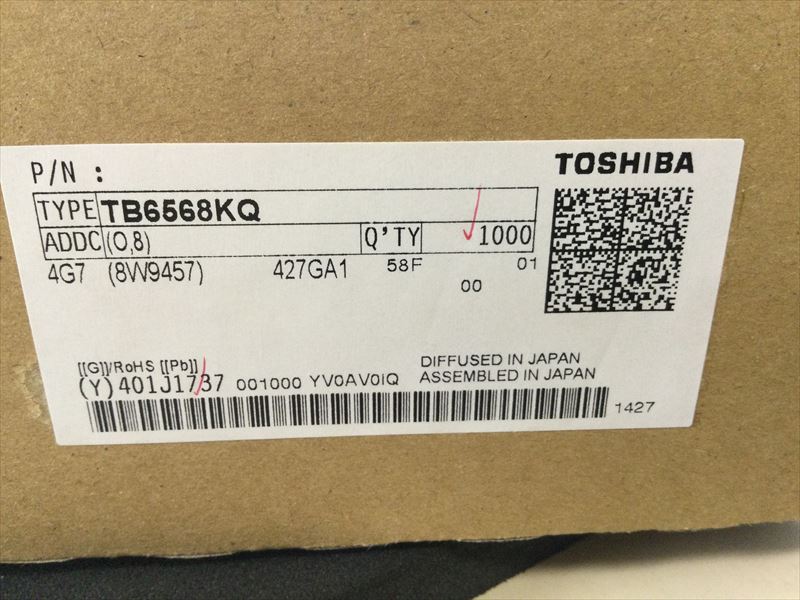 P/N :
TOSHIBA
TYPE TB6568KQ
ADDC (O,8) Q'TY 1000
4G7 (8W9457) 427GA1 58F 00 01
[[G]]/RoHS [[Pb]]
DIFFUSED IN JAPAN
(Y)401J1737 001000 YV0AV0IQ ASSEMBLED IN JAPAN
1427